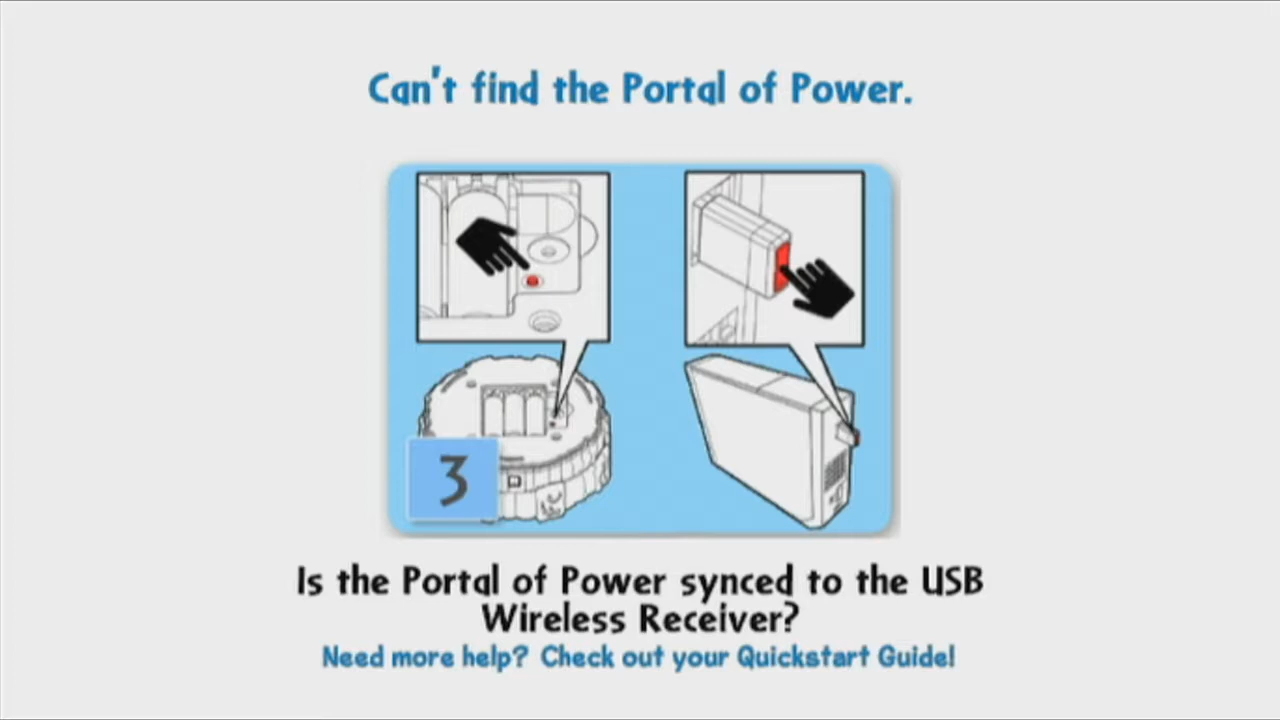 Can't find the Portal of Power.
3
Is the Portal of Power synced to the USB
Wireless Receiver?
Need more help? Check out your Quickstart Guide!